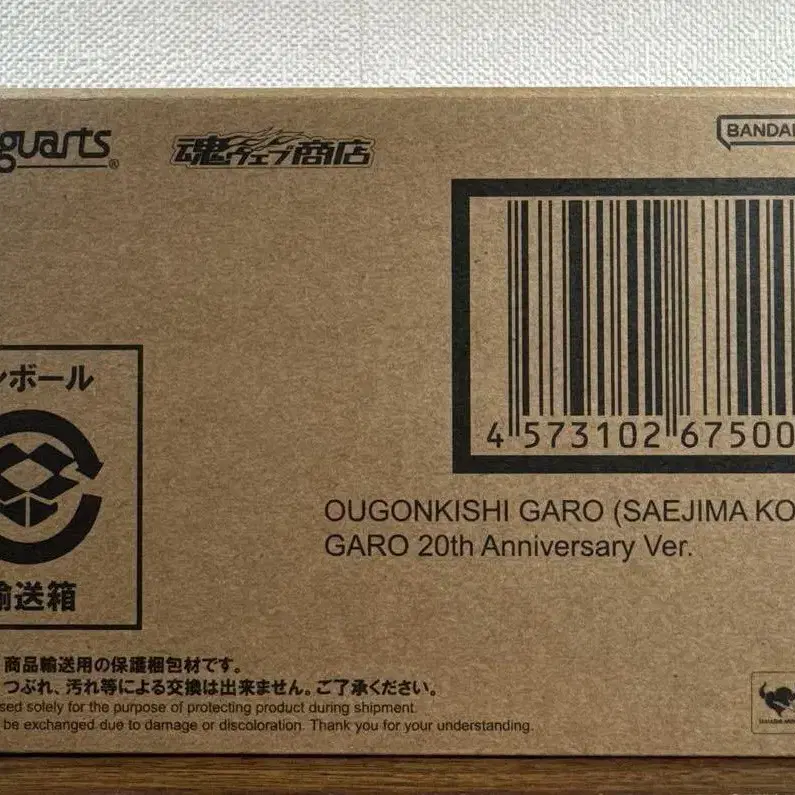 guarts®
魂ウェブ商店
BANDAI
4 573102 67500
OUGONKISHI GARO (SAEJIMA KO
GARO 20th Anniversary Ver.
ンボール
輸送箱
商品輸送用の保護梱包材です。
つぶれ、汚れ等による交換は出来ません。ご了承ください。
sed solely for the purpose of protecting product during shipment.
be exchanged due to damage or discoloration. Thank you for your understanding.